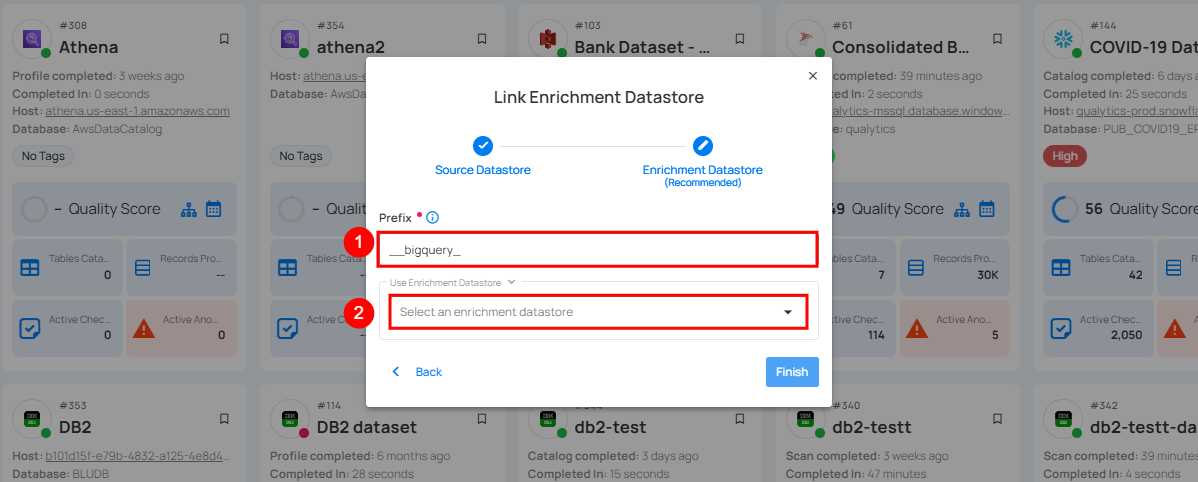 #308
Athena
Profile completed: 3 weeks ago
Completed In: 0 seconds
Host: athena.us-east-1.amazonaws.com
Database: AwsDataCatalog
No Tags
– Quality Score
Tables Cata...
0
Records Pro...
--
Active Chec...
0
Active Ano...
0
#354
athena2
Host: athena.us-e
Database: AwsDa
No Tags
– Qualit
Tables Cata
Active C
#103
Bank Dataset - ...
#61
Consolidated B...
completed: 39 minutes ago
In: 2 seconds
alytics-mssql.database.window...
e: qualytics
49 Quality Score
ables Cata...
7
Records Pro...
30K
Active Chec...
114
Active Ano...
5
#144
COVID-19 Dat
Catalog completed: 6 days a
Completed In: 25 seconds
Host: qualytics-prod.snowfla
Database: PUB_COVID19_EP
High
56 Quality Score
Tables Cata...
42
Records
Active Chec...
2,050
Active
Link Enrichment Datastore
Source Datastore
Enrichment Datastore
(Recommended)
Prefix
1
__bigquery_
Use Enrichment Datastore
2
Select an enrichment datastore
Back
Finish
#353
DB2
Host: b101d15f-e79b-4832-a125-4e8d4...
Database: BLUDB
#114
DB2 dataset
Profile completed: 6 months ago
Completed In: 28 seconds
db2-test
Catalog completed: 3 days ago
Completed In: 15 seconds
#340
db2-testt
Scan completed: 3 weeks ago
Completed In: 47 minutes
#342
db2-testt-da
Scan completed: 39 minutes
Completed In: 4 seconds